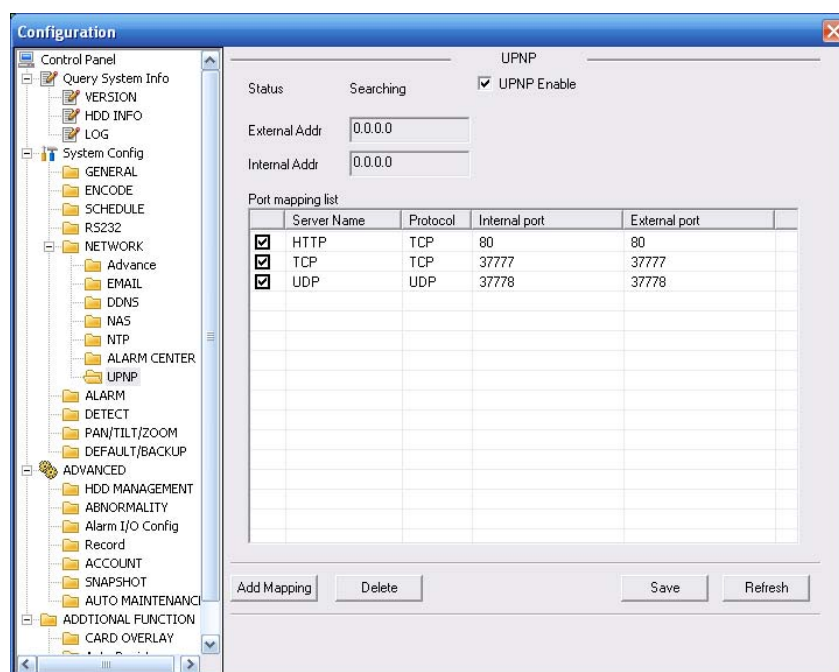 Configuration
Control Panel
Query System Info
VERSION
HDD INFO
LOG
System Config
GENERAL
ENCODE
SCHEDULE
RS232
NETWORK
Advance
EMAIL
DDNS
NAS
NTP
ALARM CENTER
UPNP
ALARM
DETECT
PAN/TILT/ZOOM
DEFAULT/BACKUP
ADVANCED
HDD MANAGEMENT
ABNORMALITY
Alarm I/O Config
Record
ACCOUNT
SNAPSHOT
AUTO MAINTENANC
ADDTIONAL FUNCTION
CARD OVERLAY
UPNP
Status Searching UPNP Enable
External Addr 0.0.0.0
Internal Addr 0.0.0.0
Port mapping list
Server Name Protocol Internal port External port
HTTP TCP 80 80
TCP TCP 37777 37777
UDP UDP 37778 37778
Add Mapping Delete Save Refresh